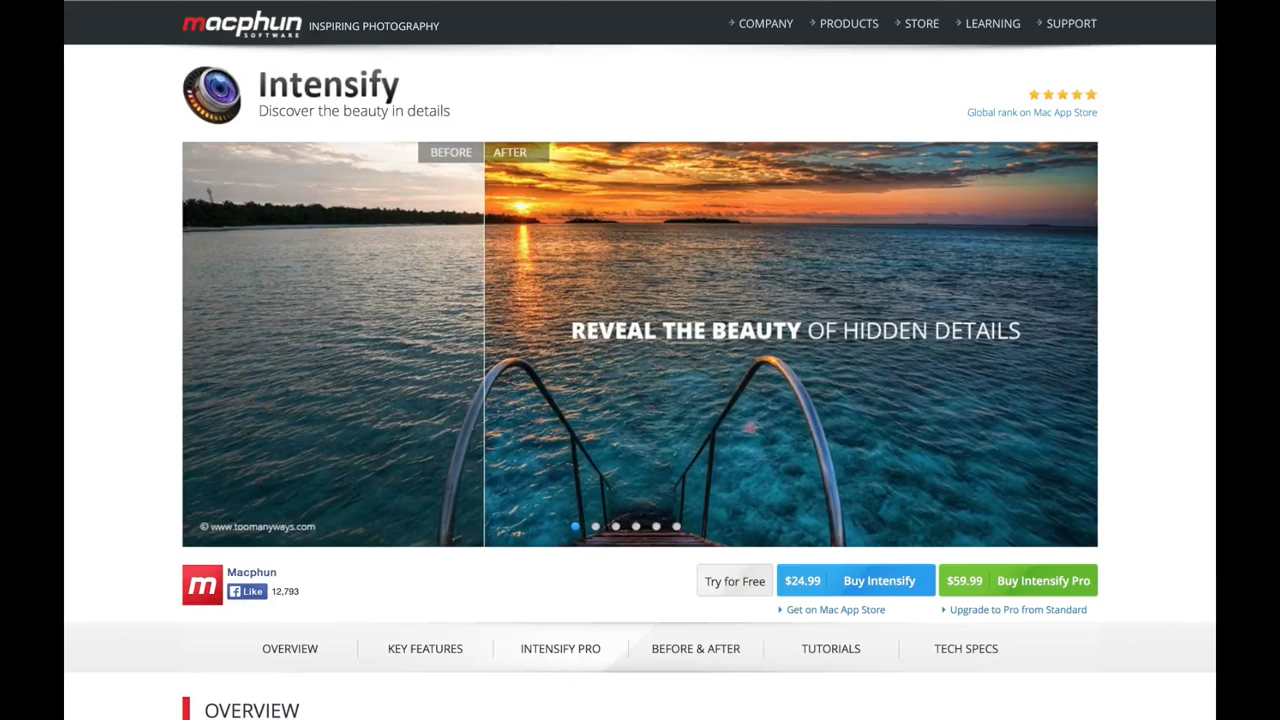 macphun
SOFTWARE
INSPIRING PHOTOGRAPHY
COMPANY
PRODUCTS
STORE
LEARNING
SUPPORT
Intensify
Discover the beauty in details
Global rank on Mac App Store
BEFORE
AFTER
REVEAL THE BEAUTY OF HIDDEN DETAILS
© www.toomanyways.com
m
Macphun
f Like 12,793
Try for Free
$24.99 Buy Intensify
$59.99 Buy Intensify Pro
Get on Mac App Store
Upgrade to Pro from Standard
OVERVIEW
KEY FEATURES
INTENSIFY PRO
BEFORE & AFTER
TUTORIALS
TECH SPECS
OVERVIEW